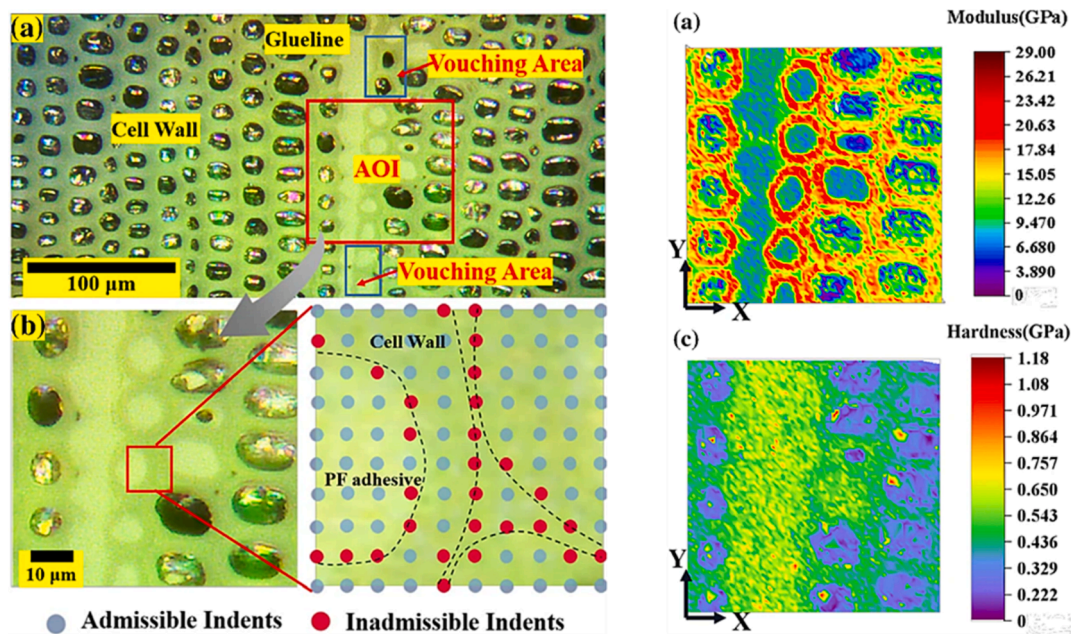 (a)
Glueline
Vouching Area
Cell Wall
AOI
100 μm
Vouching Area
(b)
Cell Wall
PF adhesive
10 μm
Admissible Indents
Inadmissible Indents
(a)
Modulus(GPa)
29.00
26.21
23.42
20.63
17.84
15.05
12.26
9.470
6.680
3.890
0
Y
X
(c)
Hardness(GPa)
1.18
1.08
0.971
0.864
0.757
0.650
0.543
0.436
0.329
0.222
0
Y
X